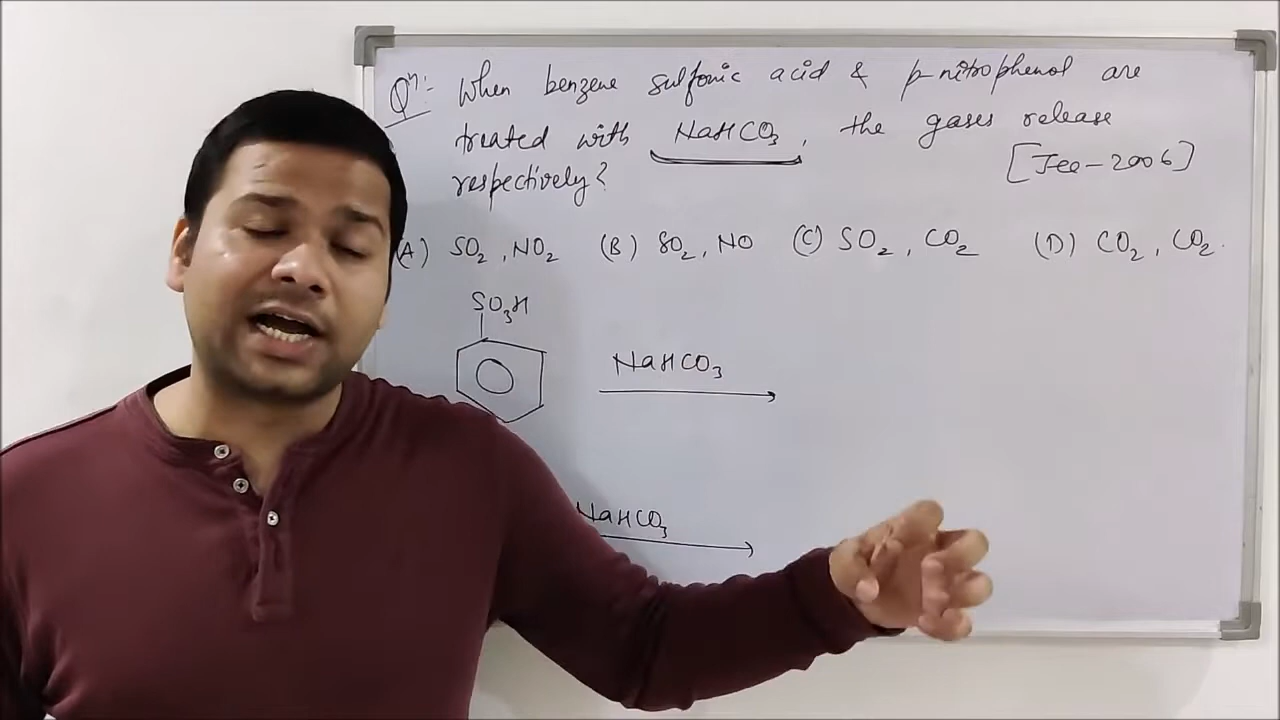 Qⁿ: When benzene sulfonic acid & p-nitrophenol are
treated with NaHCO₃, the gases release
respectively? [Jee-2006]
(A) SO₂, NO₂ (B) SO₂, NO (C) SO₂, CO₂ (D) CO₂, CO₂.
SO₃H
NaHCO₃
NaHCO₃